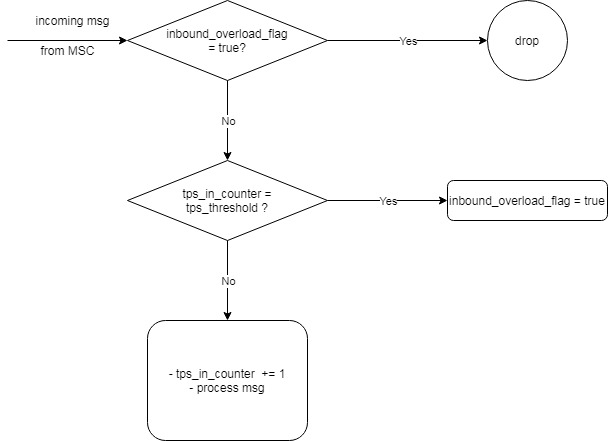 incoming msg
from MSC
inbound_overload_flag
= true?
Yes
drop
No
tps_in_counter =
tps_threshold ?
Yes
inbound_overload_flag = true
No
- tps_in_counter += 1
- process msg